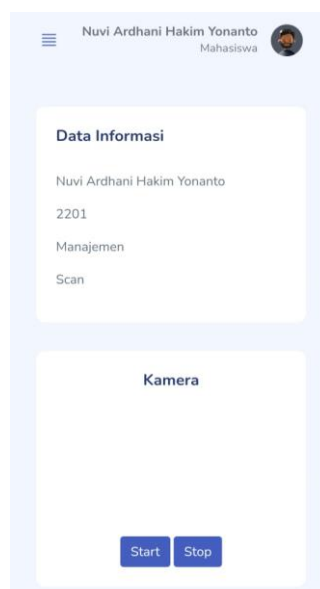 Nuvi Ardhani Hakim Yonanto
Mahasiswa
Data Informasi
Nuvi Ardhani Hakim Yonanto
2201
Manajemen
Scan
Kamera
Start Stop